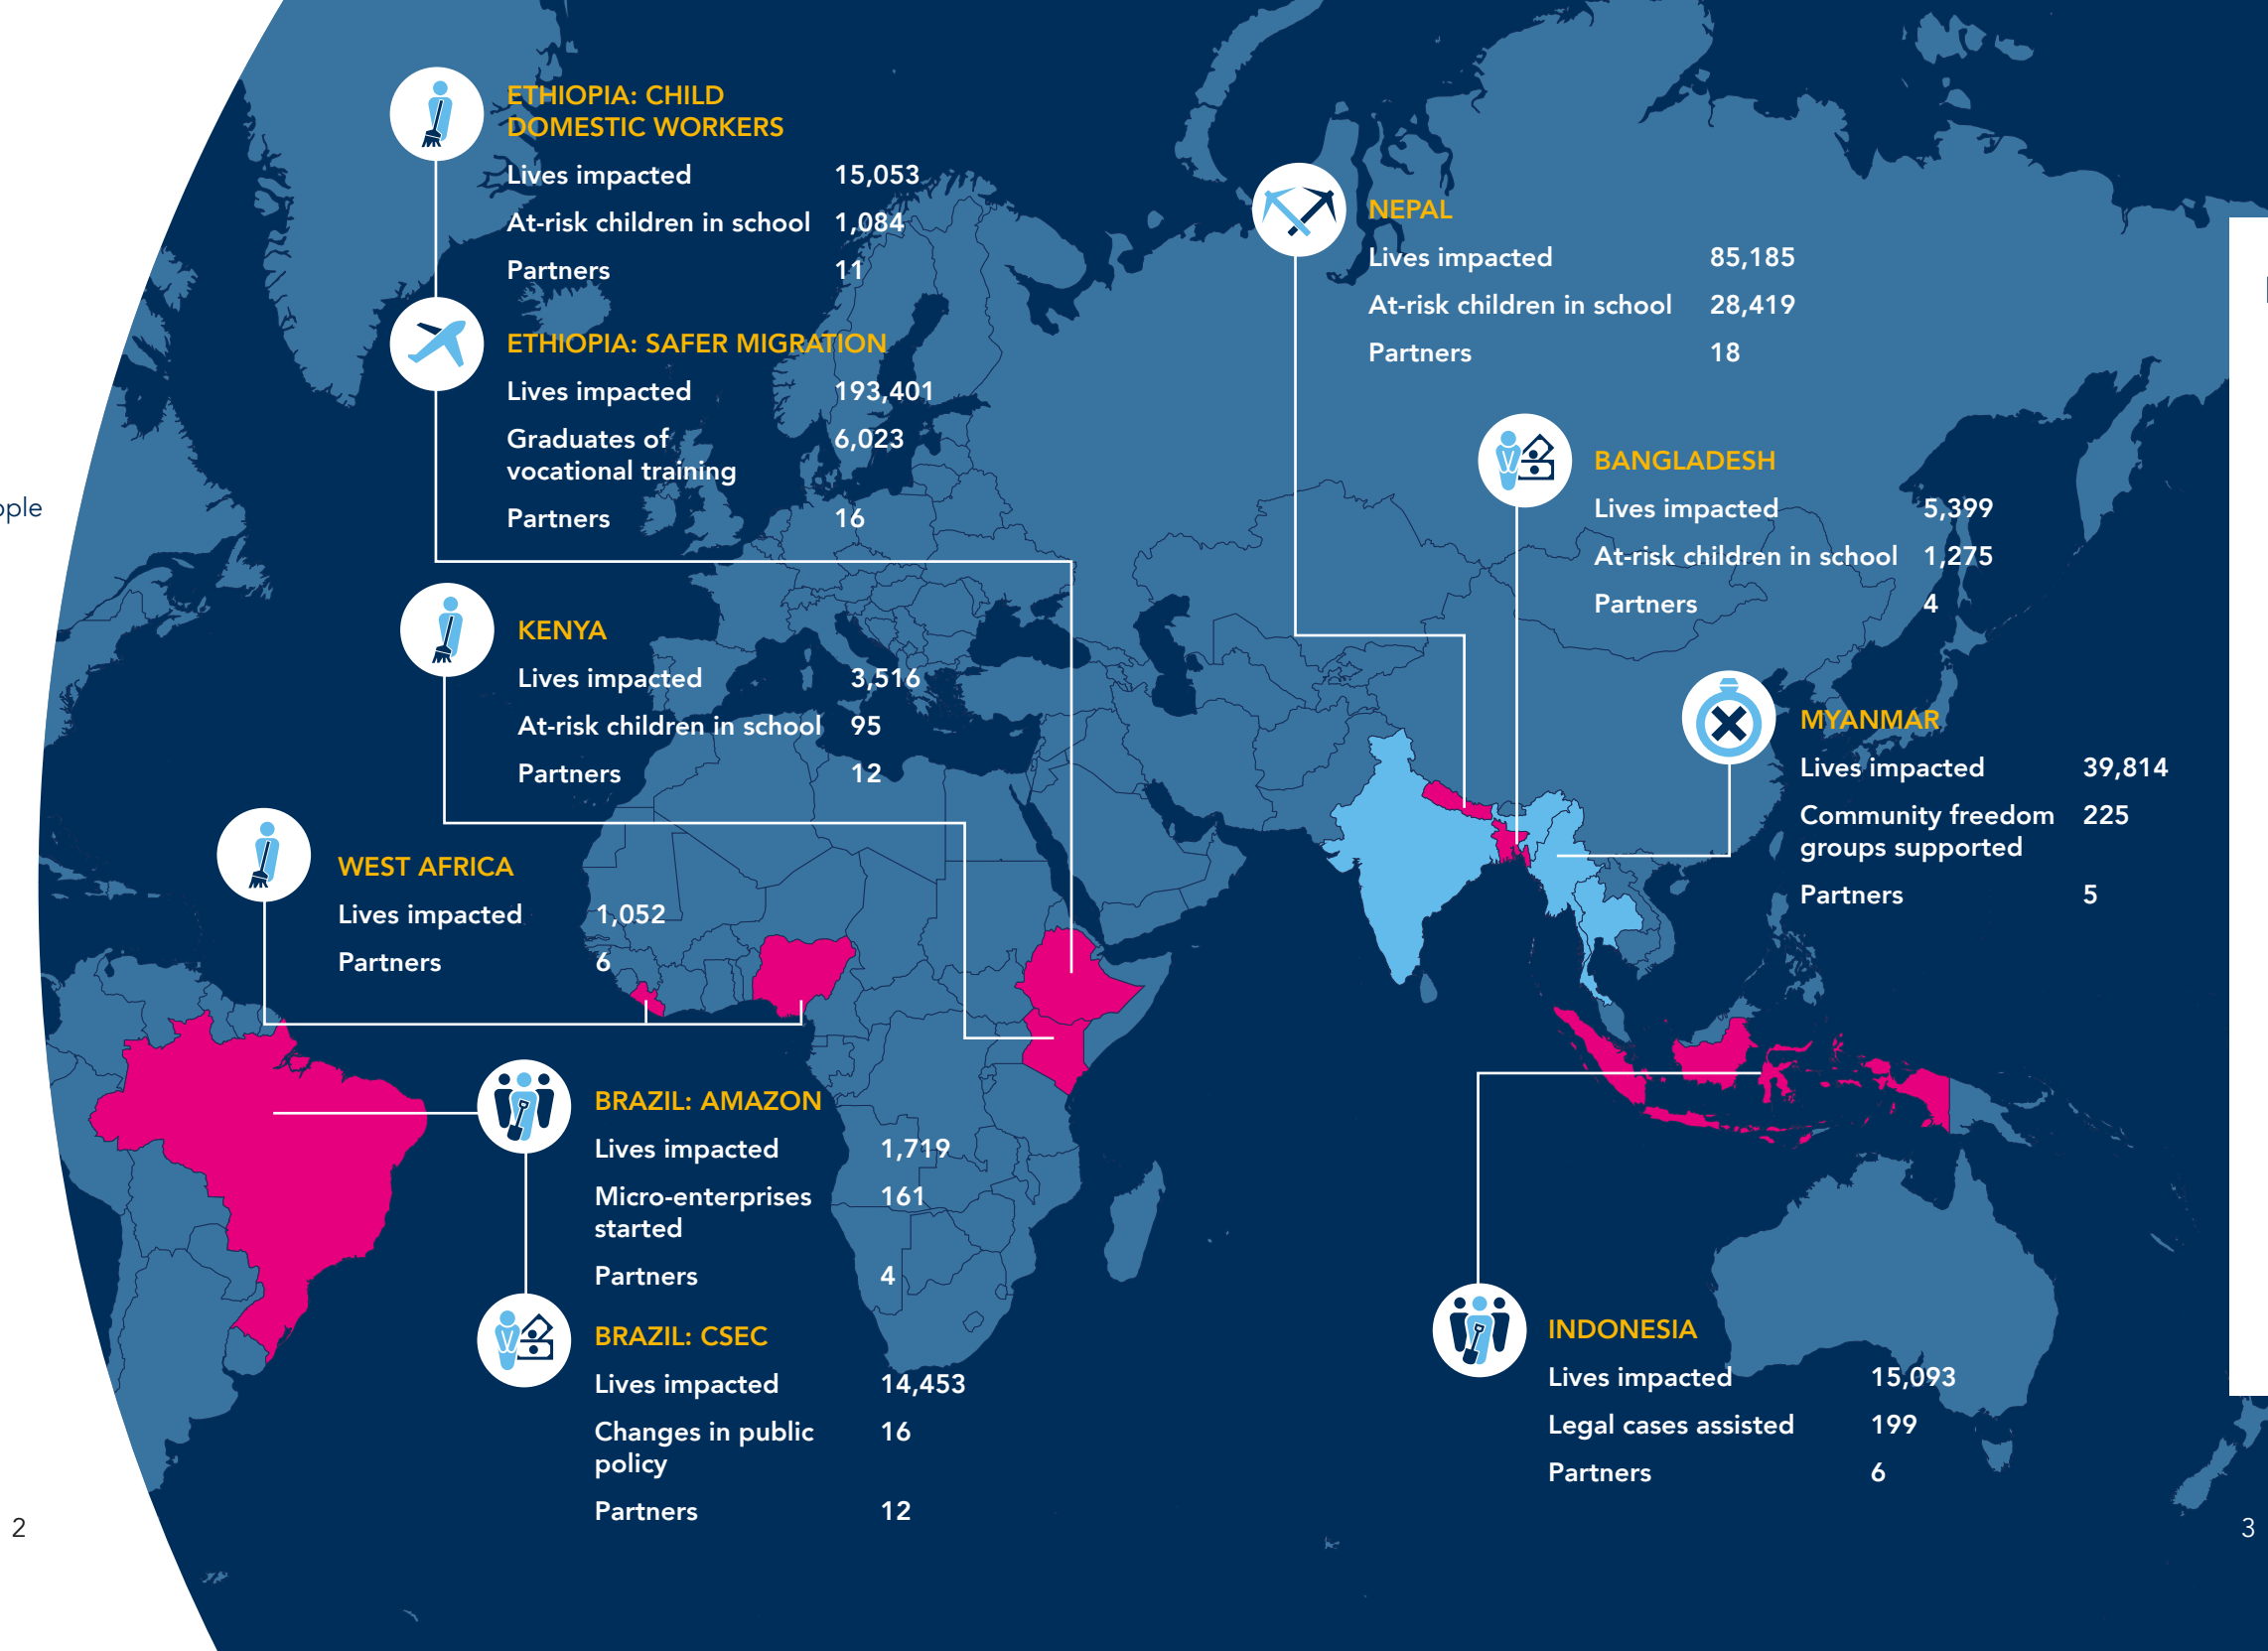 ETHIOPIA: CHILD
DOMESTIC WORKERS
Lives impacted 15,053
At-risk children in school 1,084
Partners 11
ETHIOPIA: SAFER MIGRATION
Lives impacted 193,401
Graduates of 6,023
vocational training
Partners 16
KENYA
Lives impacted 3,516
At-risk children in school 95
Partners 12
WEST AFRICA
Lives impacted 1,052
Partners 6
BRAZIL: AMAZON
Lives impacted 1,719
Micro-enterprises 161
started
Partners 4
BRAZIL: CSEC
Lives impacted 14,453
Changes in public 16
policy
Partners 12
NEPAL
Lives impacted 85,185
At-risk children in school 28,419
Partners 18
BANGLADESH
Lives impacted 5,399
At-risk children in school 1,275
Partners 4
MYANMAR
Lives impacted 39,814
Community freedom 225
groups supported
Partners 5
INDONESIA
Lives impacted 15,093
Legal cases assisted 199
Partners 6
2
3